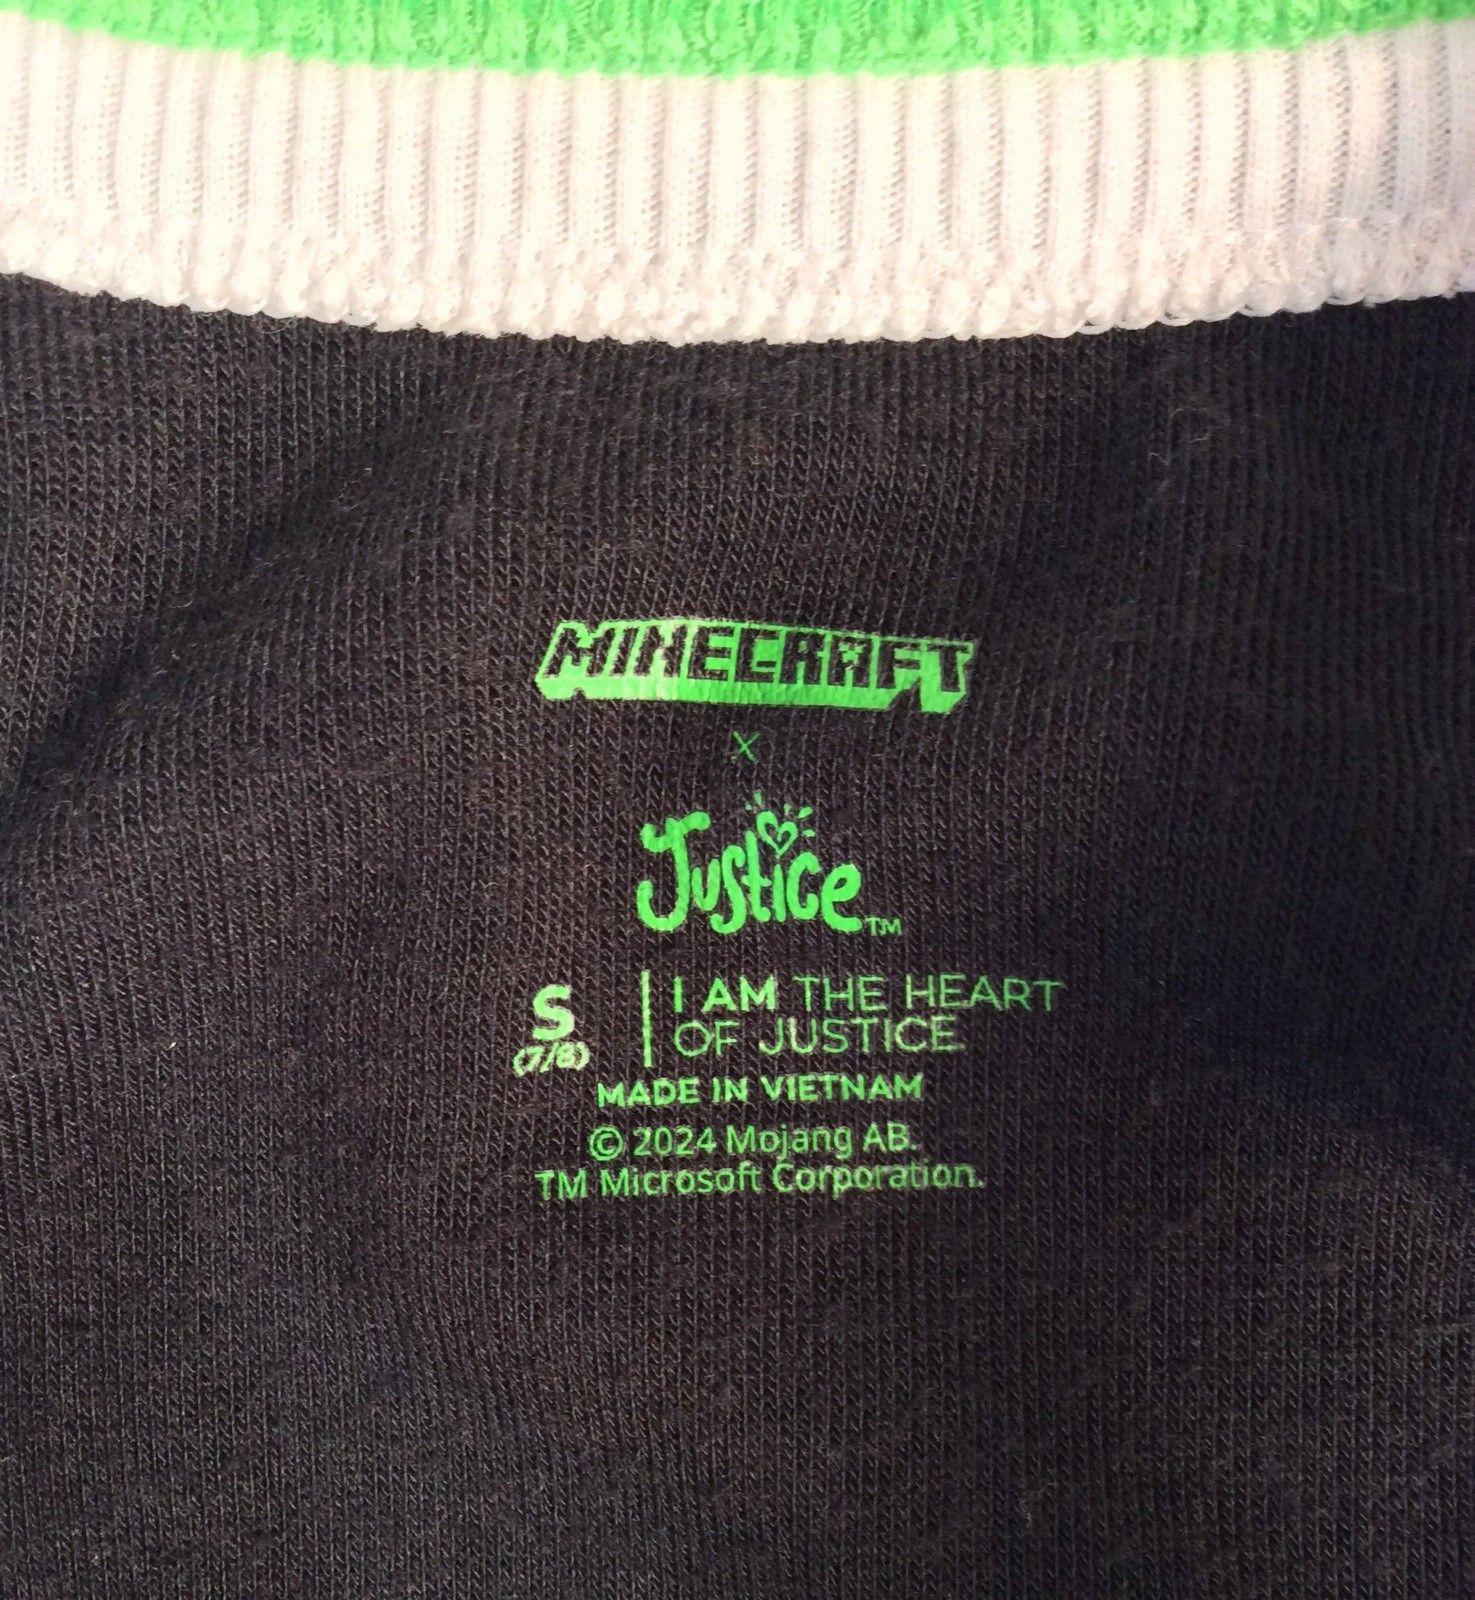 MINECRAFT
X
Justice™
S
(7/8)
I AM THE HEART
OF JUSTICE.
MADE IN VIETNAM
© 2024 Mojang AB.
TM Microsoft Corporation.